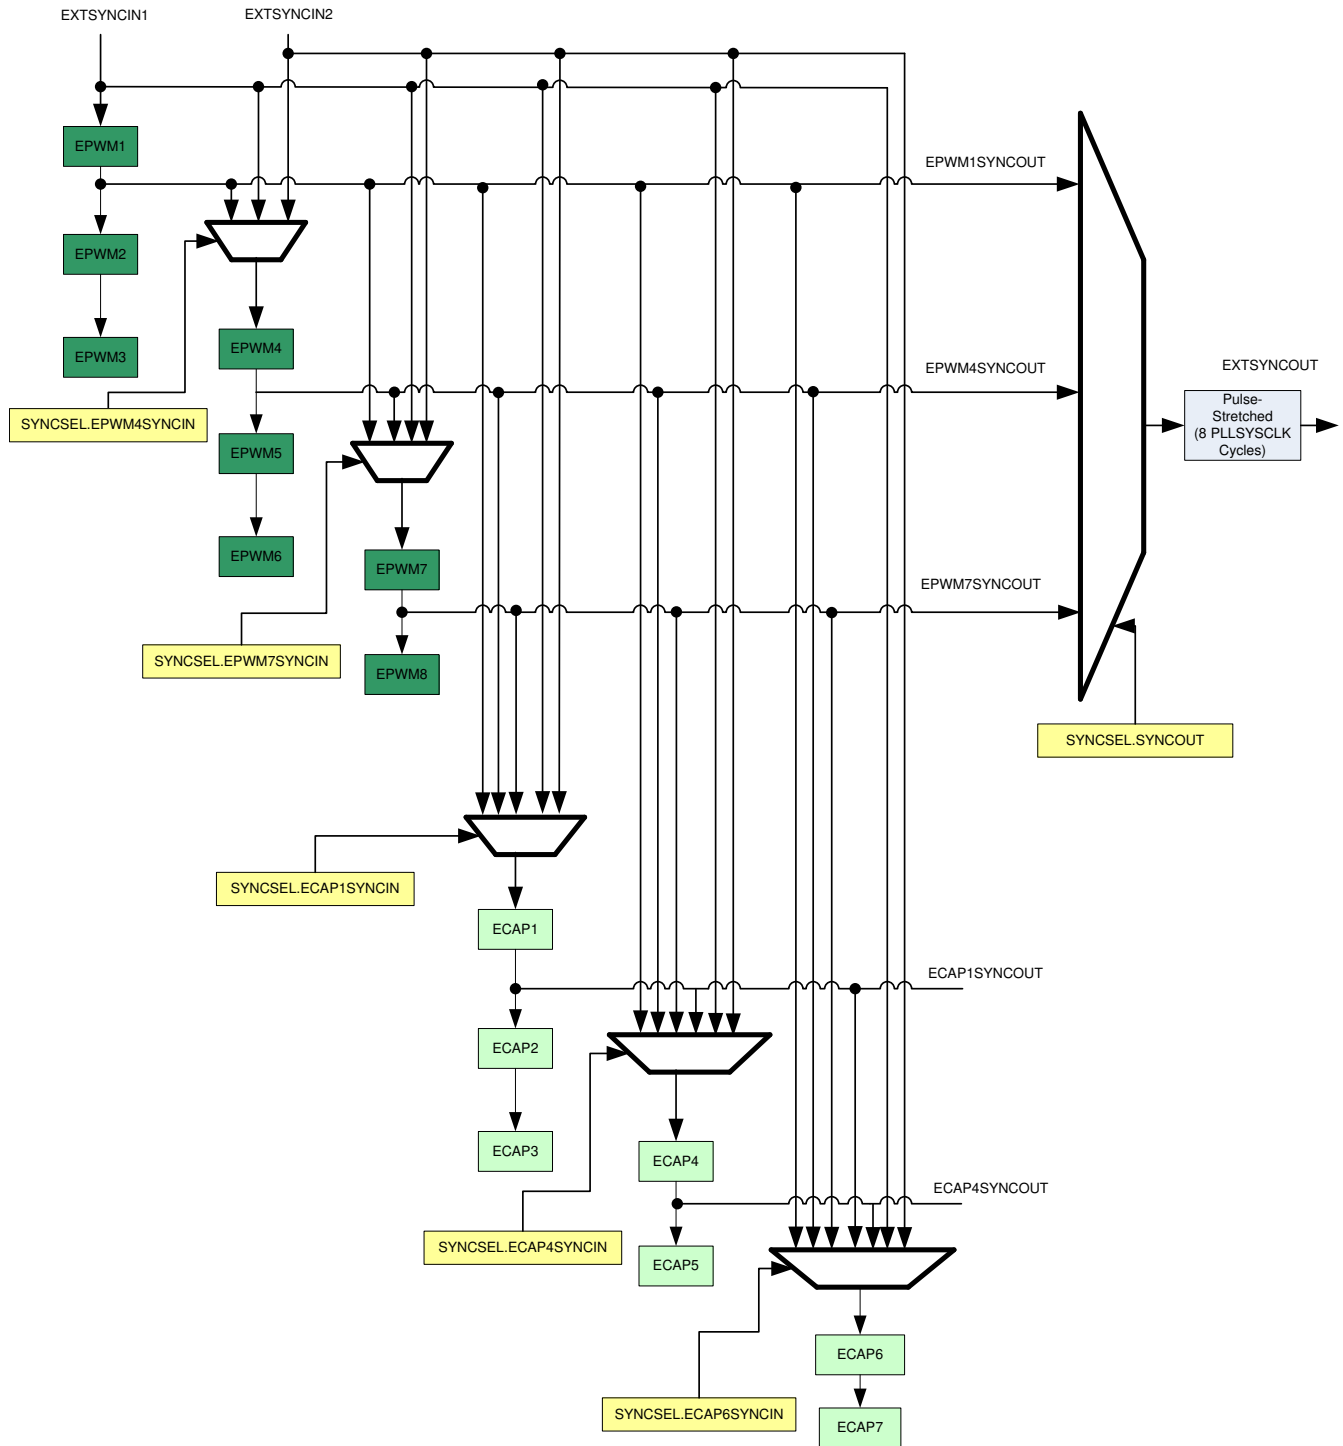 EXTSYNCIN1
EXTSYNCIN2
EPWM1
EPWM1SYNCOUT
EPWM2
EPWM4
EPWM3
EPWM4SYNCOUT
EXTSYNCOUT
Pulse-
Stretched
(8 PLLSYSCLK
Cycles)
SYNCSEL.EPWM4SYNCIN
EPWM5
EPWM6
EPWM7
EPWM7SYNCOUT
SYNCSEL.EPWM7SYNCIN
EPWM8
SYNCSEL.SYNCOUT
SYNCSEL.ECAP1SYNCIN
ECAP1
ECAP1SYNCOUT
ECAP2
ECAP3
ECAP4
ECAP4SYNCOUT
SYNCSEL.ECAP4SYNCIN
ECAP5
ECAP6
SYNCSEL.ECAP6SYNCIN
ECAP7